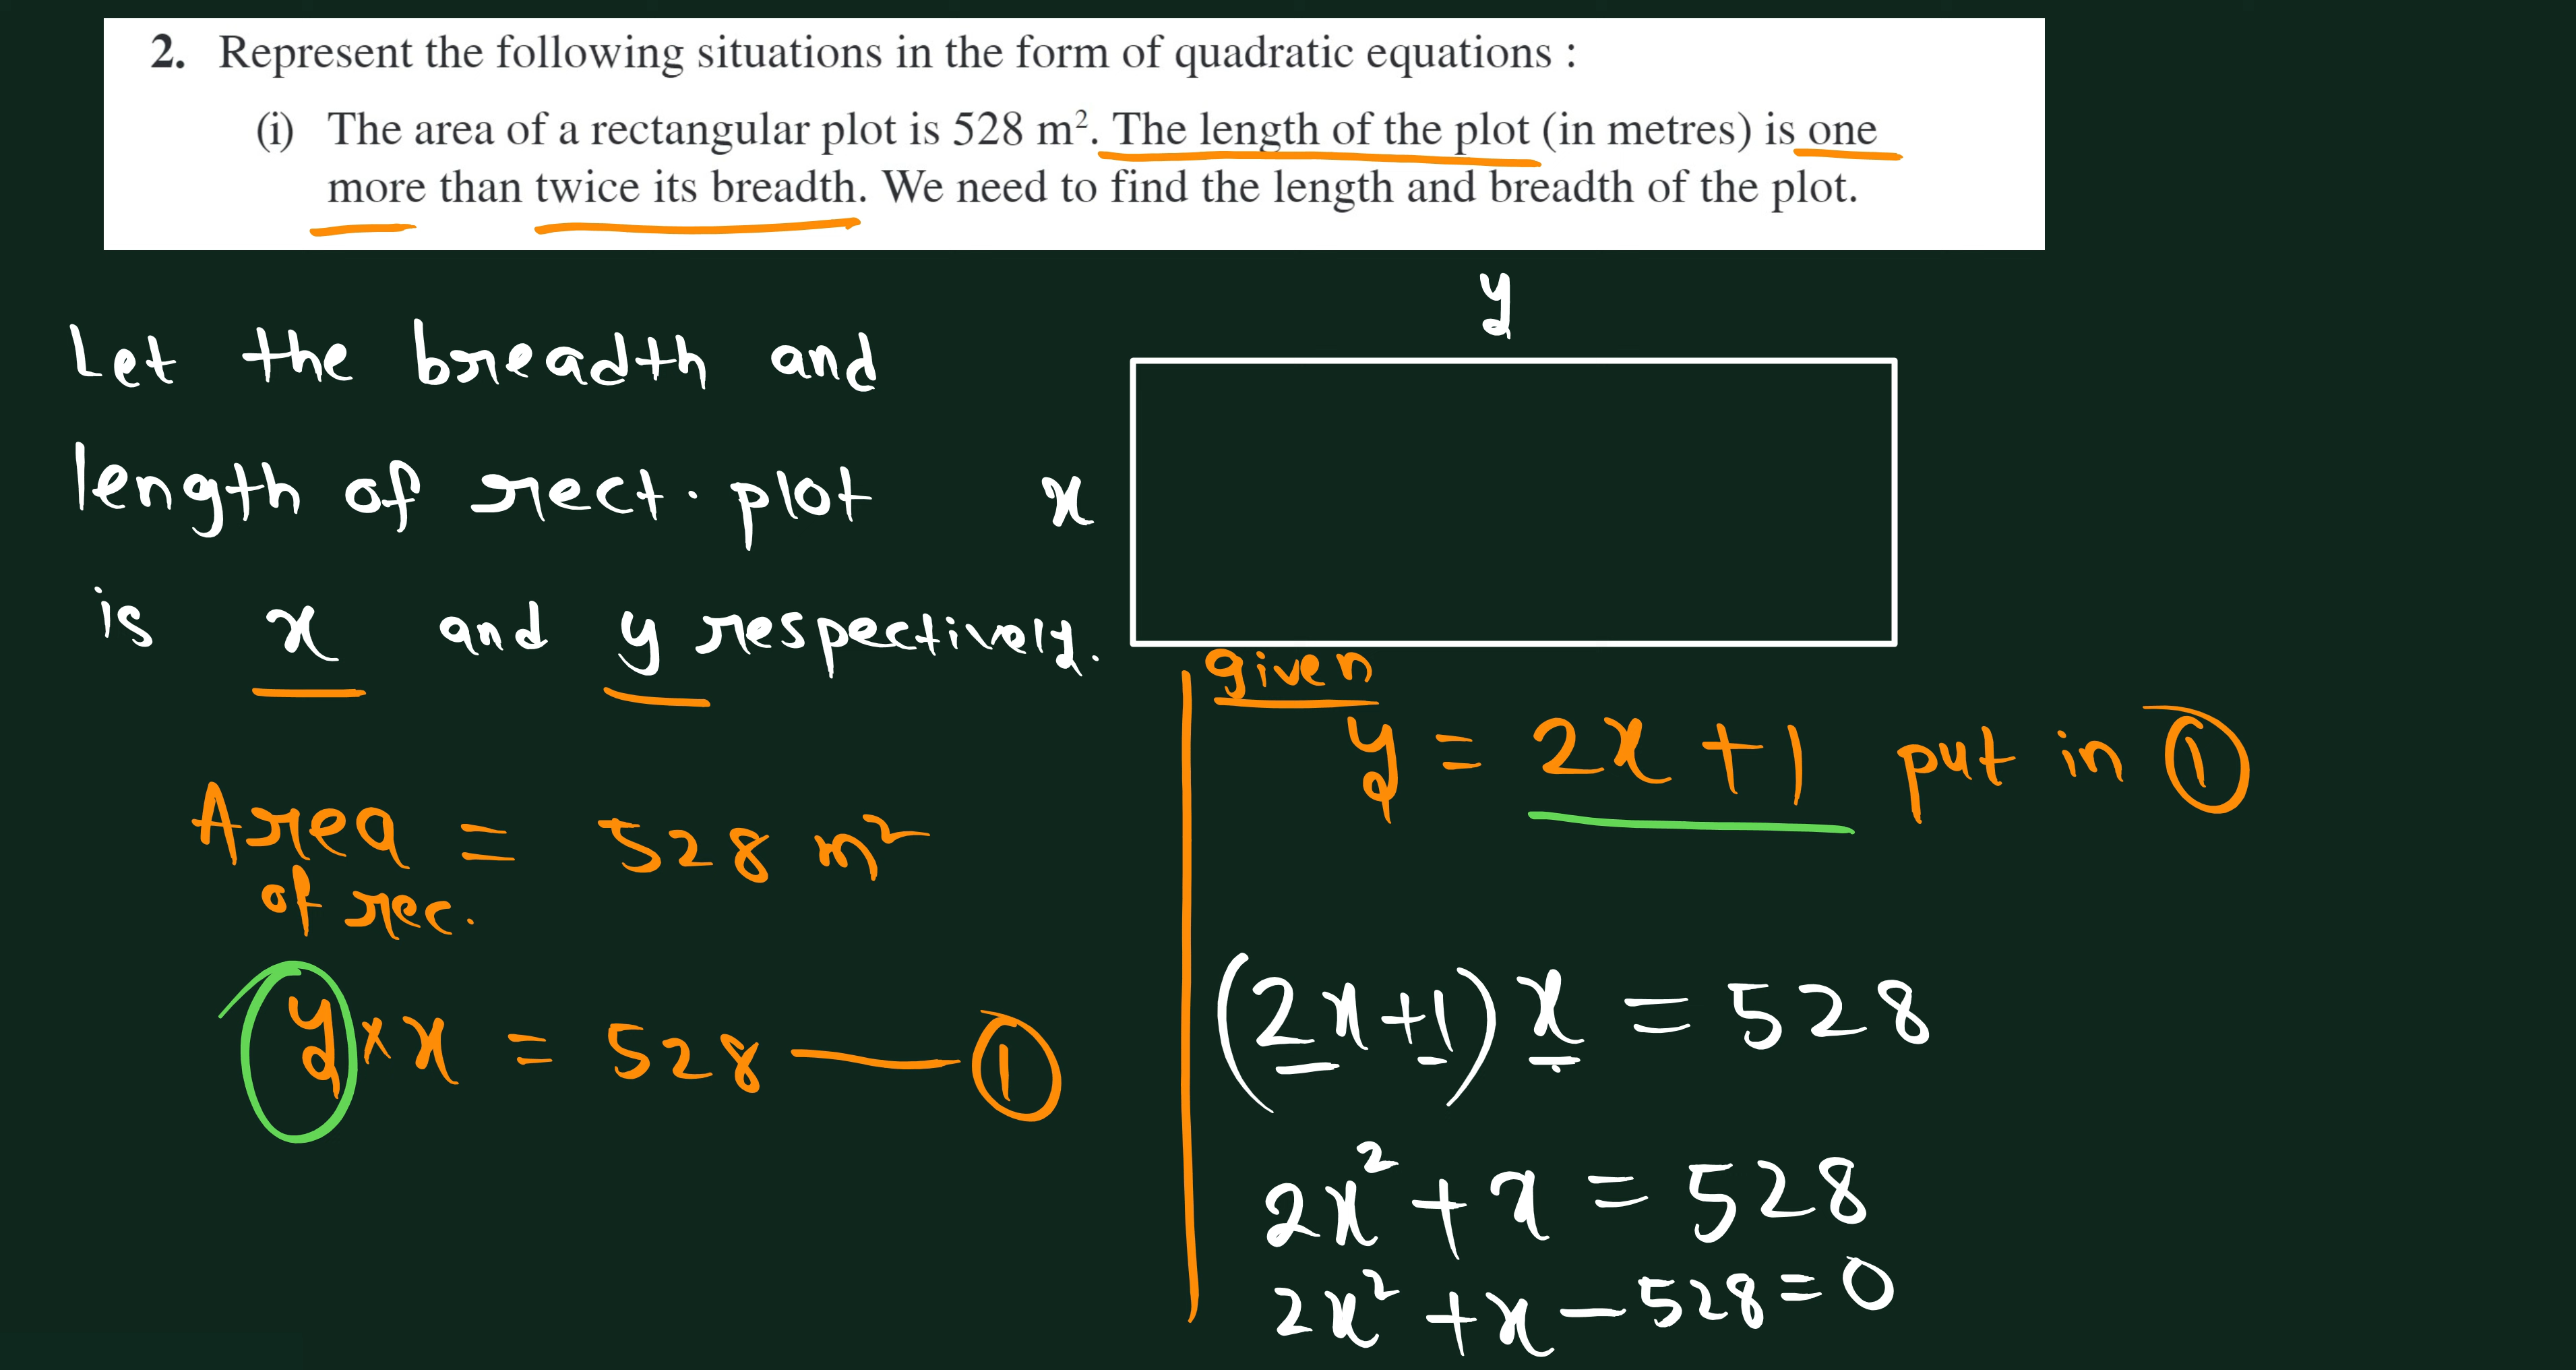 2. Represent the following situations in the form of quadratic equations :
(i) The area of a rectangular plot is 528 m². The length of the plot (in metres) is one
more than twice its breadth. We need to find the length and breadth of the plot.
y
x
Let the breadth and
length of rect. plot
is x and y respectively.
Area = 528 m²
of rec.
y × x = 528 — ①
given
y = 2x + 1 put in ①
(2x+1) x = 528
2x² + x = 528
2x² + x – 528 = 0